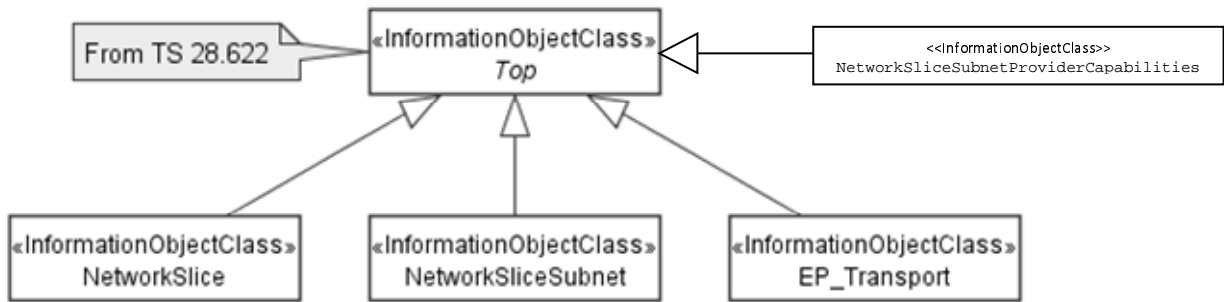 From TS 28.622
«InformationObjectClass»
Top
<<InformationObjectClass>>
NetworkSliceSubnetProviderCapabilities
«InformationObjectClass»
NetworkSlice
«InformationObjectClass»
NetworkSliceSubnet
«InformationObjectClass»
EP_Transport